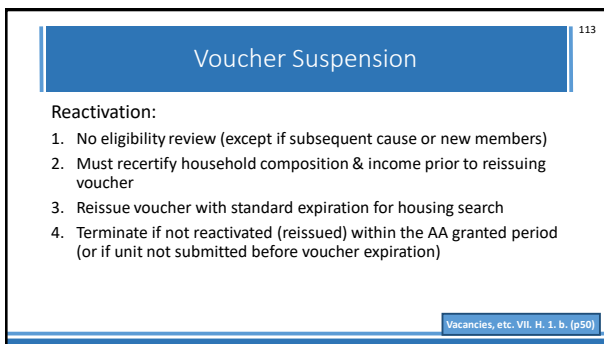 113
Voucher Suspension
Reactivation:
1. No eligibility review (except if subsequent cause or new members)
2. Must recertify household composition & income prior to reissuing
voucher
3. Reissue voucher with standard expiration for housing search
4. Terminate if not reactivated (reissued) within the AA granted period
(or if unit not submitted before voucher expiration)
Vacancies, etc. VII. H. 1. b. (p50)